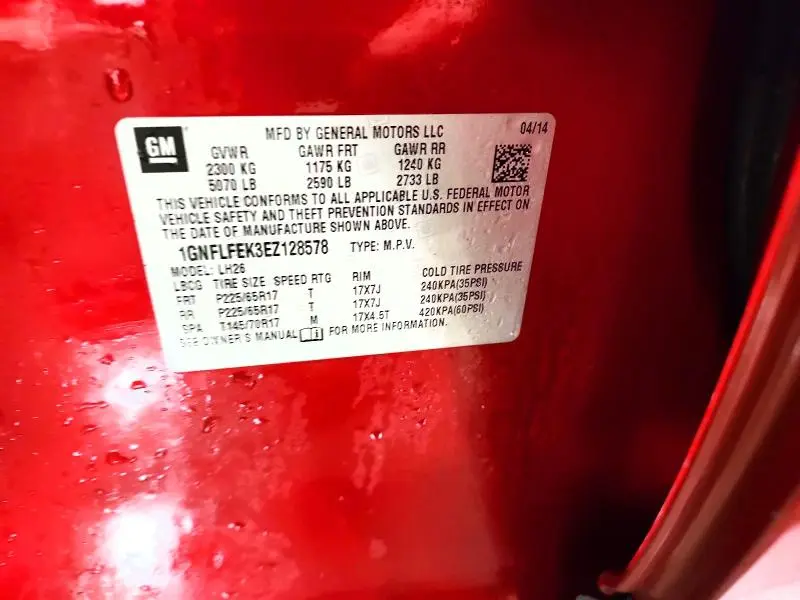 GM MFD BY GENERAL MOTORS LLC 04/14
GVWR GAWR FRT GAWR RR
2300 KG 1175 KG 1240 KG
5070 LB 2590 LB 2733 LB
THIS VEHICLE CONFORMS TO ALL APPLICABLE U.S. FEDERAL MOTOR
VEHICLE SAFETY AND THEFT PREVENTION STANDARDS IN EFFECT ON
THE DATE OF MANUFACTURE SHOWN ABOVE.
1GNFLFEK3EZ128578 TYPE: M.P.V.
MODEL: LH26
LBCG TIRE SIZE SPEED RTG RIM COLD TIRE PRESSURE
FRT P225/65R17 T 17X7J 240KPA(35PSI)
RR P225/65R17 T 17X7J 240KPA(35PSI)
SPA T145/70R17 M 17X4.5T 420KPA(60PSI)
SEE OWNER'S MANUAL FOR MORE INFORMATION.